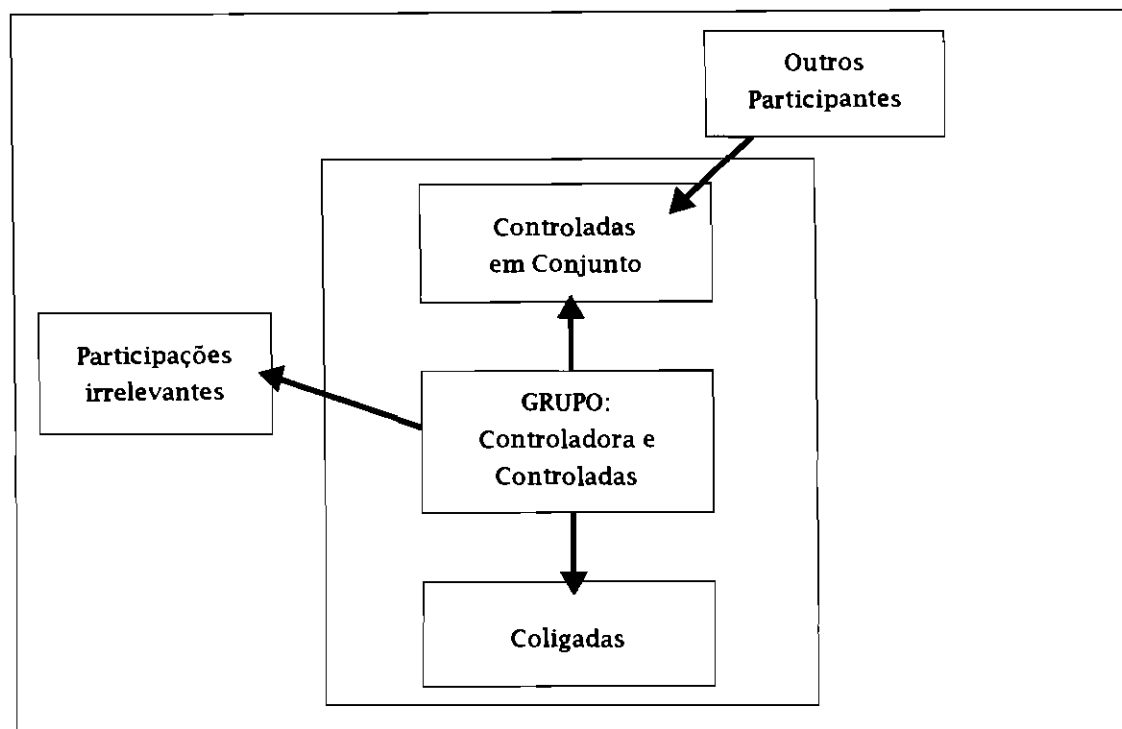 Outros
Participantes
Controladas
em Conjunto
Participações
irrelevantes
GRUPO:
Controladora e
Controladas
Coligadas